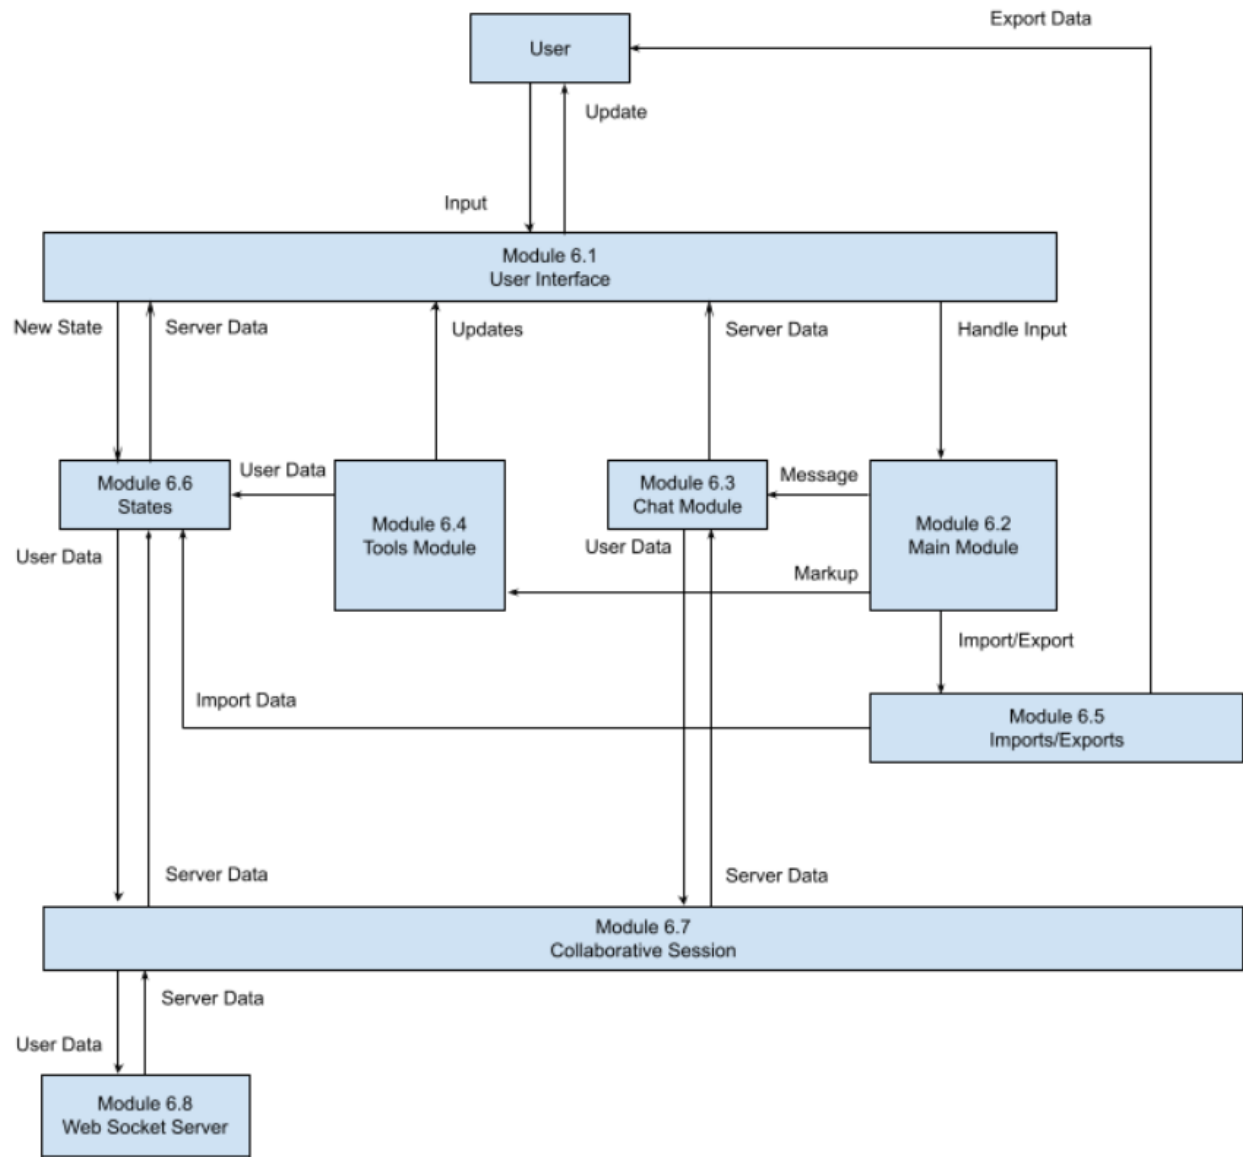 Export Data
User
Update
Input
Module 6.1
User Interface
New State
Server Data
Updates
Server Data
Handle Input
Module 6.6
States
User Data
Module 6.4
Tools Module
Module 6.3
Chat Module
Message
Module 6.2
Main Module
User Data
User Data
Markup
Import/Export
Import Data
Module 6.5
Imports/Exports
Server Data
Server Data
Module 6.7
Collaborative Session
Server Data
User Data
Module 6.8
Web Socket Server